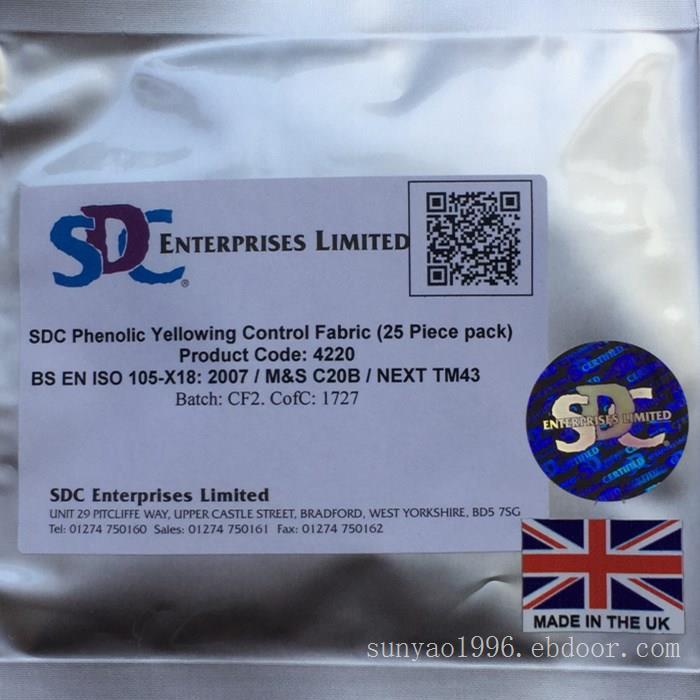 SDC ENTERPRISES LIMITED
®
SDC Phenolic Yellowing Control Fabric (25 Piece pack)
Product Code: 4220
BS EN ISO 105-X18: 2007 / M&S C20B / NEXT TM43
Batch: CF2. CofC: 1727
SDC Enterprises Limited
UNIT 29 PITCLIFFE WAY, UPPER CASTLE STREET, BRADFORD, WEST YORKSHIRE, BD5 7SG
Tel: 01274 750160 Sales: 01274 750161 Fax: 01274 750162
CERTIFIED
SDC
ENTERPRISES LIMITED
CERTIFIED
MADE IN THE UK
sunyao1996.ebdoor.com